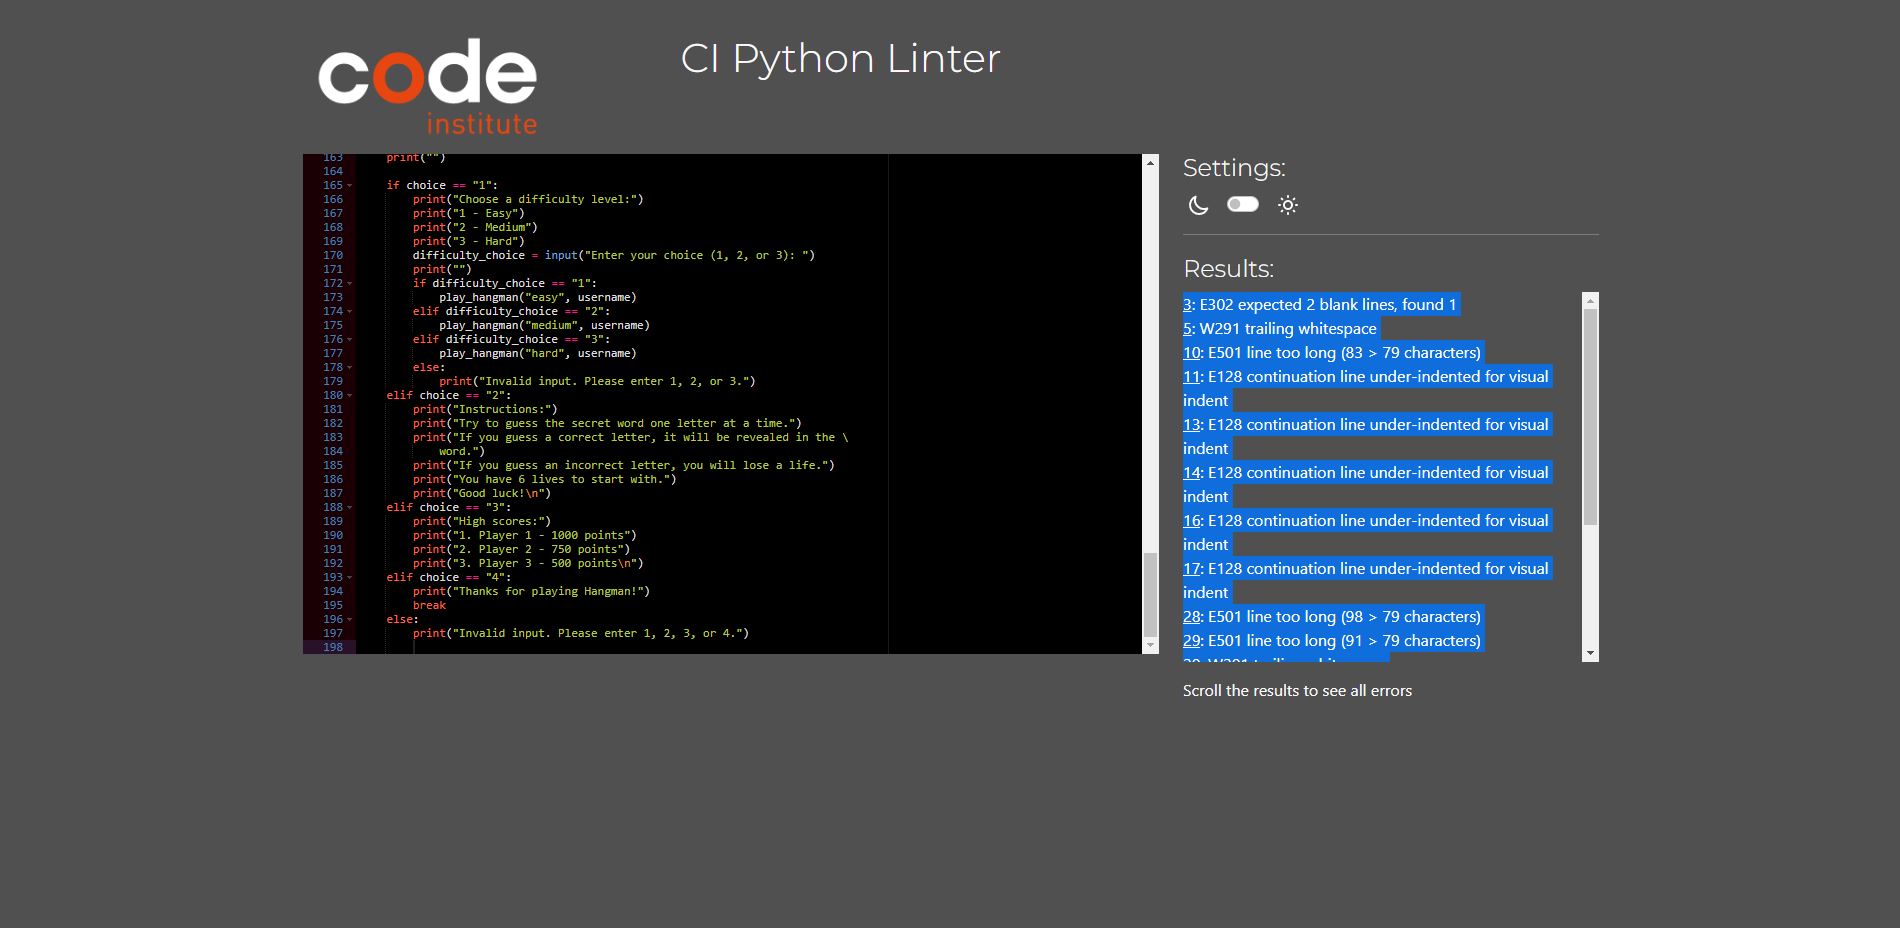 code
institute
CI Python Linter
163 print("")
164
165 if choice == "1":
166 print("Choose a difficulty level:")
167 print("1 - Easy")
168 print("2 - Medium")
169 print("3 - Hard")
170 difficulty_choice = input("Enter your choice (1, 2, or 3): ")
171 print("")
172 if difficulty_choice == "1":
173 play_hangman("easy", username)
174 elif difficulty_choice == "2":
175 play_hangman("medium", username)
176 elif difficulty_choice == "3":
177 play_hangman("hard", username)
178 else:
179 print("Invalid input. Please enter 1, 2, or 3.")
180 elif choice == "2":
181 print("Instructions:")
182 print("Try to guess the secret word one letter at a time.")
183 print("If you guess a correct letter, it will be revealed in the \
184 word.")
185 print("If you guess an incorrect letter, you will lose a life.")
186 print("You have 6 lives to start with.")
187 print("Good luck!\n")
188 elif choice == "3":
189 print("High scores:")
190 print("1. Player 1 - 1000 points")
191 print("2. Player 2 - 750 points")
192 print("3. Player 3 - 500 points\n")
193 elif choice == "4":
194 print("Thanks for playing Hangman!")
195 break
196 else:
197 print("Invalid input. Please enter 1, 2, 3, or 4.")
198
Settings:
Results:
3: E302 expected 2 blank lines, found 1
5: W291 trailing whitespace
10: E501 line too long (83 > 79 characters)
11: E128 continuation line under-indented for visual
indent
13: E128 continuation line under-indented for visual
indent
14: E128 continuation line under-indented for visual
indent
16: E128 continuation line under-indented for visual
indent
17: E128 continuation line under-indented for visual
indent
28: E501 line too long (98 > 79 characters)
29: E501 line too long (91 > 79 characters)
Scroll the results to see all errors